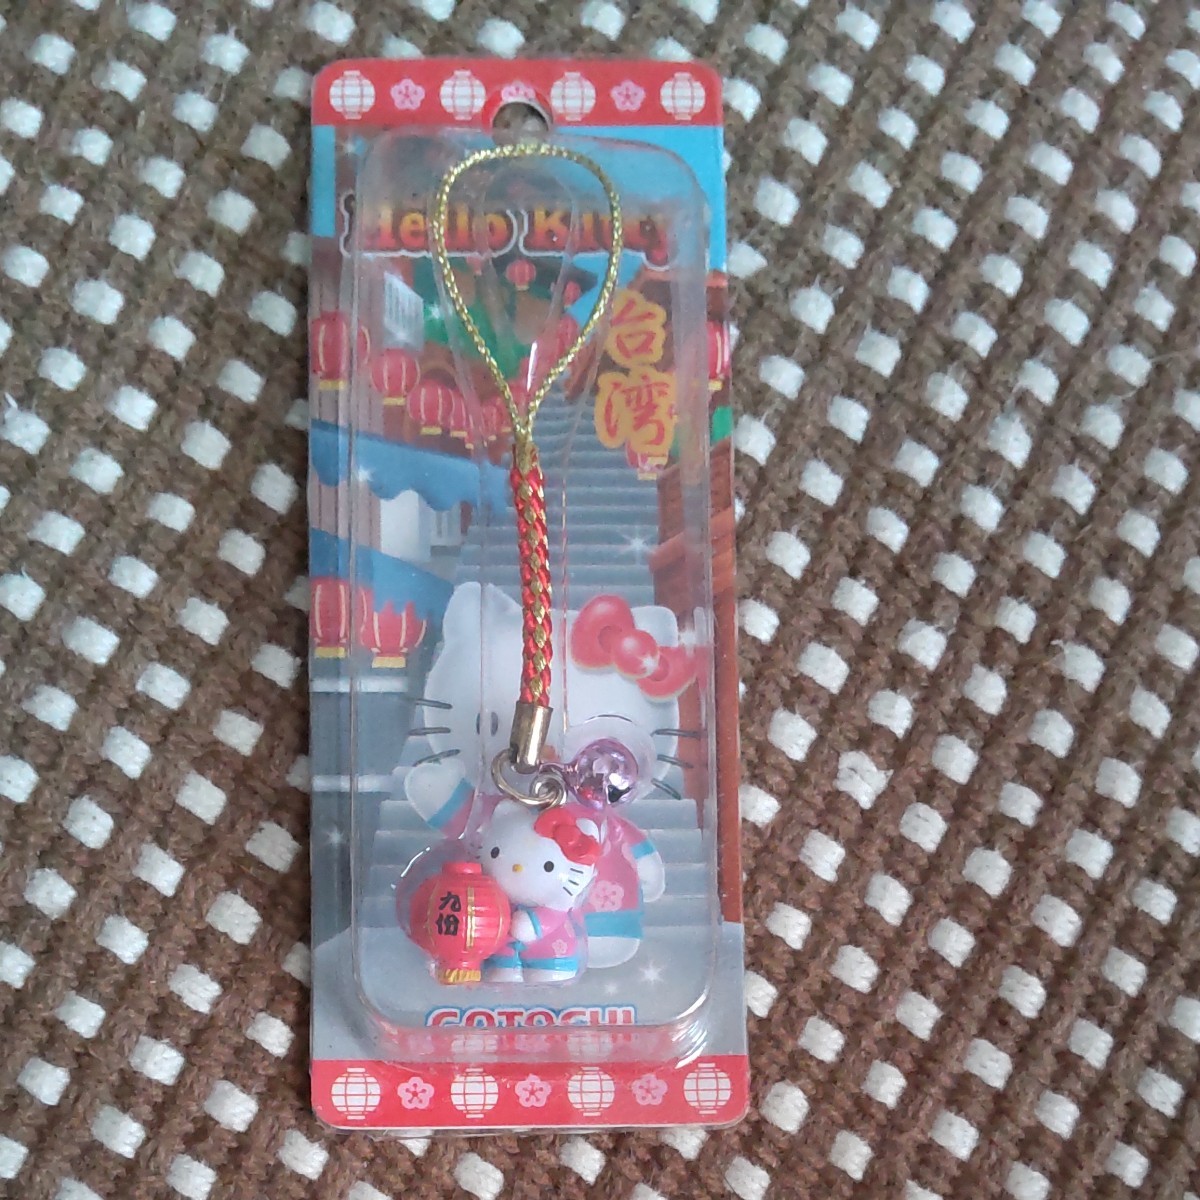 Hello Kitty
台湾
九份
GOTOCHI